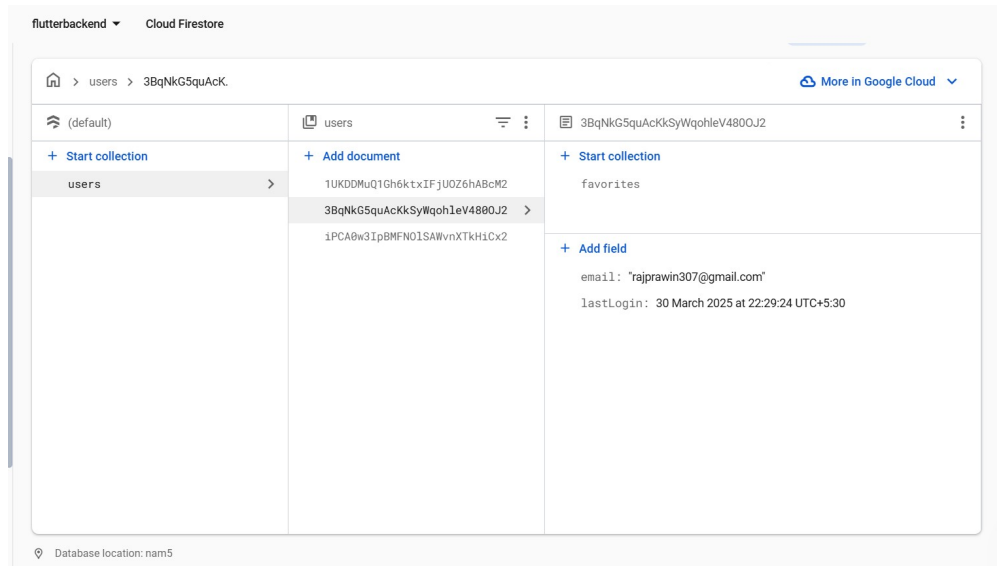 flutterbackend
Cloud Firestore
users
3BqNkG5quAcK.
More in Google Cloud
(default)
users
3BqNkG5quAcKkSyWqohleV480OJ2
+ Start collection
+ Add document
+ Start collection
users
1UKDDMuQ1Gh6ktxIFjUOZ6hABcM2
favorites
3BqNkG5quAcKkSyWqohleV480OJ2
iPCA0w3IpBMFNOlSAWvnXTkHiCx2
+ Add field
email: "rajprawin307@gmail.com"
lastLogin: 30 March 2025 at 22:29:24 UTC+5:30
Database location: nam5